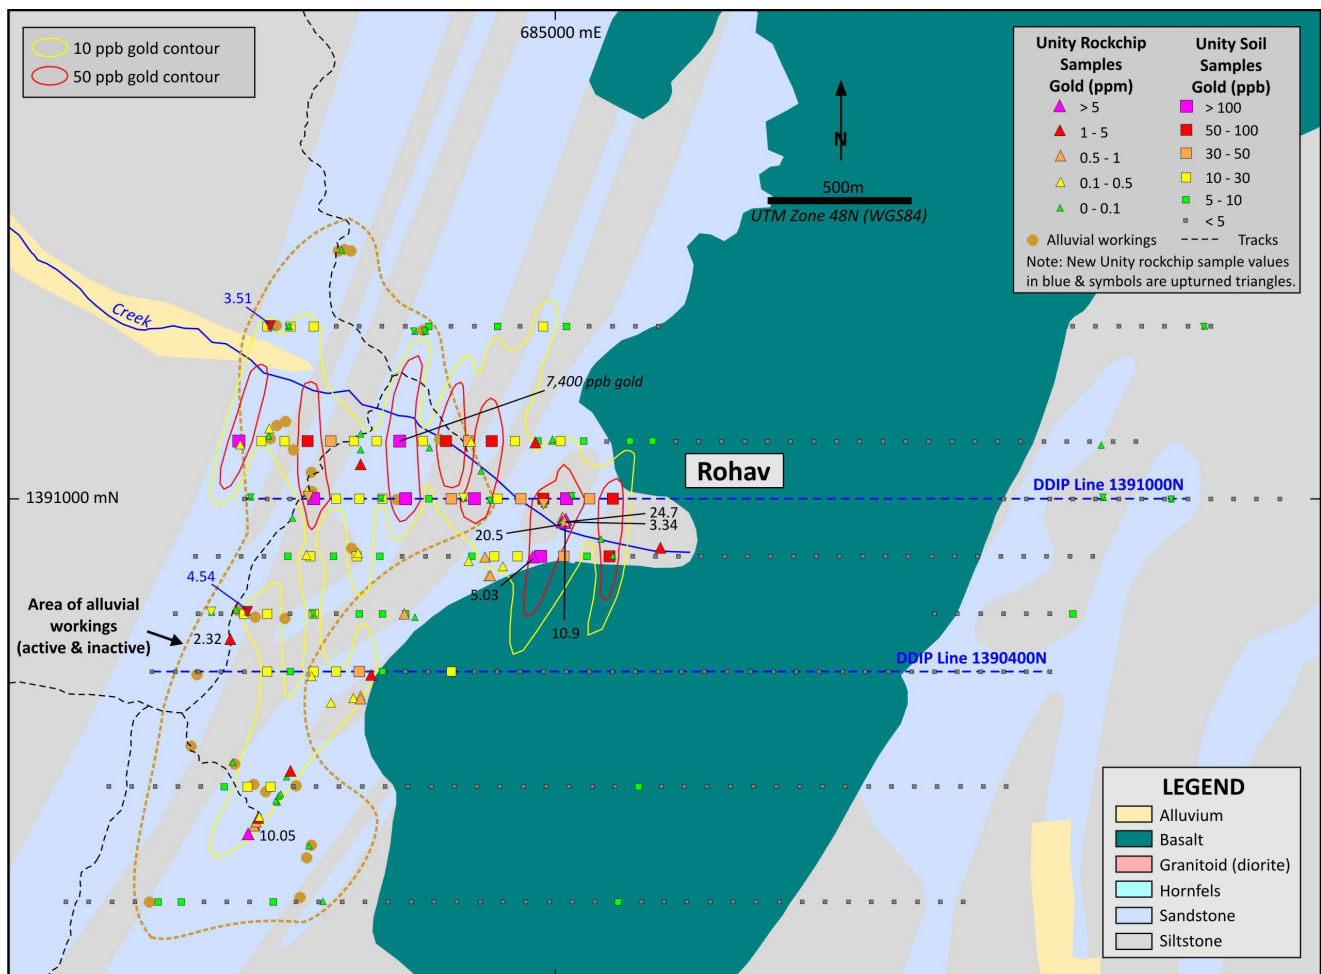 685000 mE
10 ppb gold contour
50 ppb gold contour
Unity Rockchip
Samples
Gold (ppm)
> 5
1 - 5
0.5 - 1
0.1 - 0.5
0 - 0.1
Unity Soil
Samples
Gold (ppb)
> 100
50 - 100
30 - 50
10 - 30
5 - 10
< 5
Alluvial workings
Tracks
Note: New Unity rockchip sample values
in blue & symbols are upturned triangles.
N
500m
UTM Zone 48N (WGS84)
3.51
Creek
7,400 ppb gold
Rohav
1391000 mN
DDIP Line 1391000N
24.7
3.34
20.5
4.54
5.03
Area of alluvial
workings
(active & inactive)
2.32
10.9
DDIP Line 1390400N
10.05
LEGEND
Alluvium
Basalt
Granitoid (diorite)
Hornfels
Sandstone
Siltstone